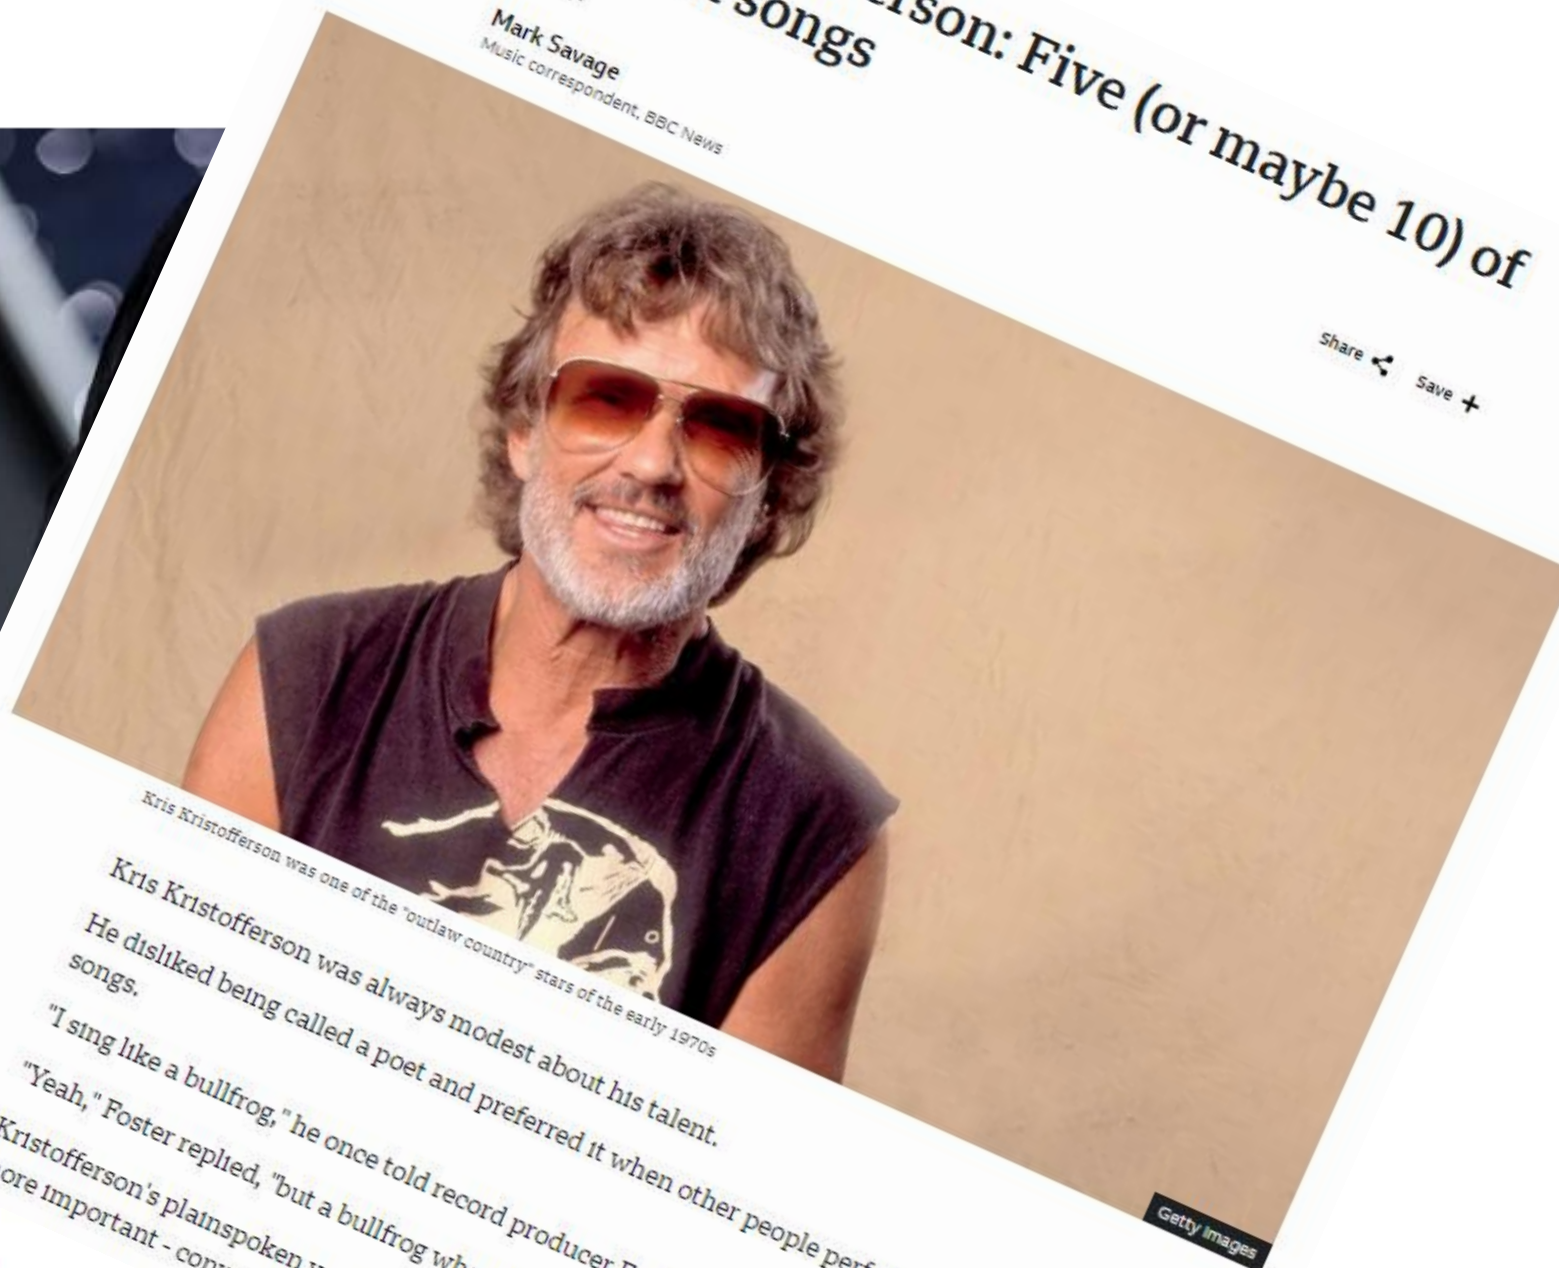 erson: Five (or maybe 10) of
songs
Mark Savage
Music correspondent, BBC News
Share
Save
Getty Images
Kris Kristofferson was one of the "outlaw country" stars of the early 1970s
Kris Kristofferson was always modest about his talent.
He disliked being called a poet and preferred it when other people perf
songs.
"I sing like a bullfrog," he once told record producer F
"Yeah," Foster replied, "but a bullfrog wh
Kristofferson's plainspoken v
ore important - conv